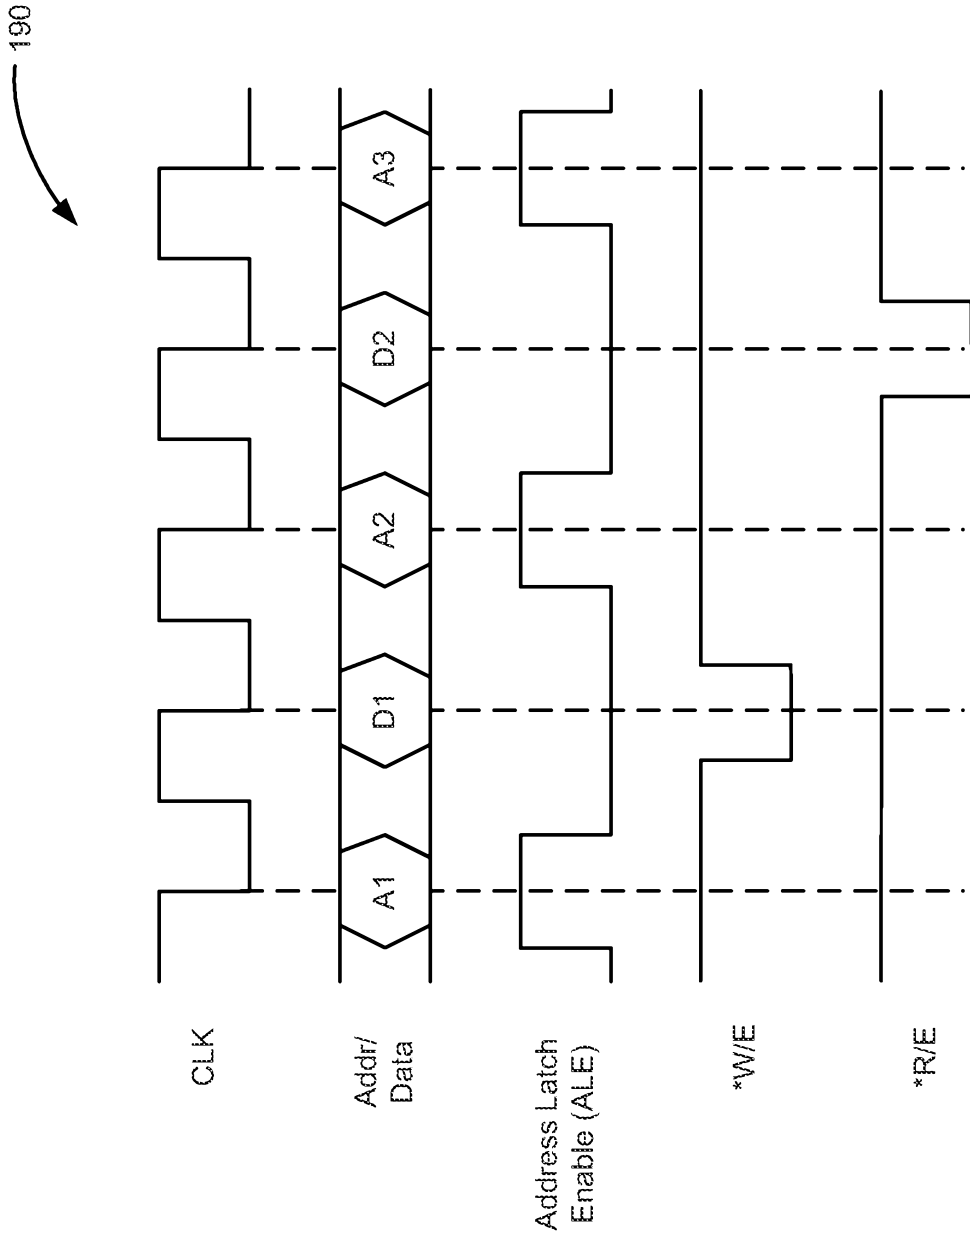 190
CLK
Addr/
Data
A1
D1
A2
D2
A3
Address Latch
Enable (ALE)
*W/E
*R/E